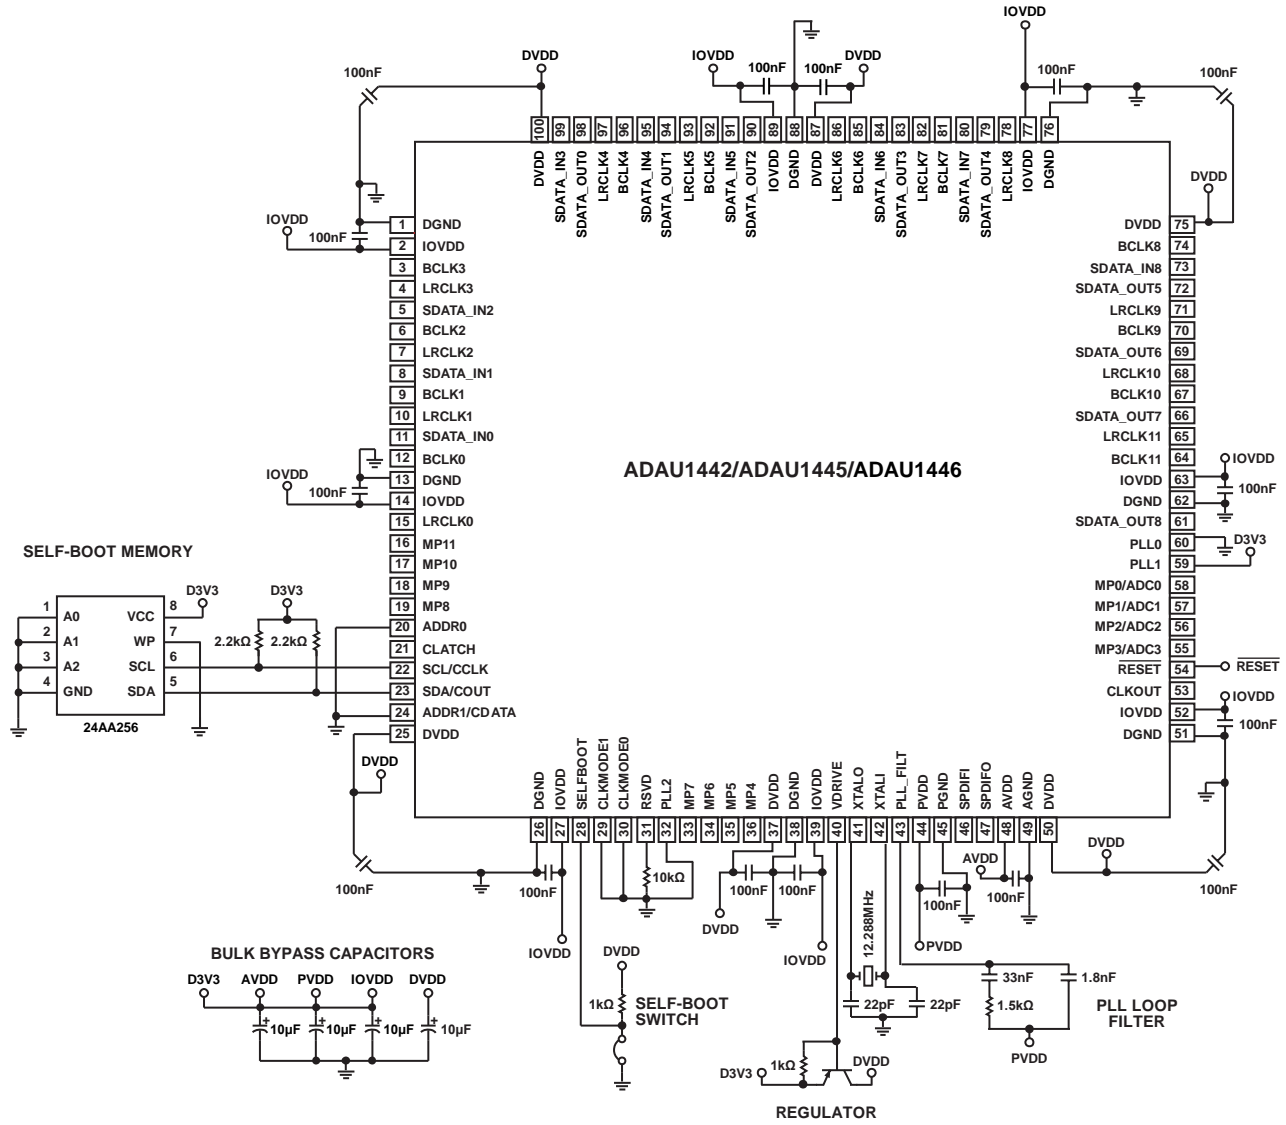 IOVDD
DVDD
IOVDD
DVDD
100nF
100nF
100nF
100nF
100nF
100 99 98 97 96 95 94 93 92 91 90 89 88 87 86 85 84 83 82 81 80 79 78 77 76
DVDD
SDATA_IN3
SDATA_OUT0
LRCLK4
BCLK4
SDATA_IN4
SDATA_OUT1
LRCLK5
BCLK5
SDATA_IN5
SDATA_OUT2
IOVDD
DGND
DVDD
LRCLK6
BCLK6
SDATA_IN6
SDATA_OUT3
LRCLK7
BCLK7
SDATA_IN7
SDATA_OUT4
LRCLK8
IOVDD
DGND
IOVDD
100nF
1 DGND
2 IOVDD
3 BCLK3
4 LRCLK3
5 SDATA_IN2
6 BCLK2
7 LRCLK2
8 SDATA_IN1
9 BCLK1
10 LRCLK1
11 SDATA_IN0
12 BCLK0
13 DGND
14 IOVDD
15 LRCLK0
16 MP11
17 MP10
18 MP9
19 MP8
20 ADDR0
21 CLATCH
22 SCL/CCLK
23 SDA/COUT
24 ADDR1/CDATA
25 DVDD
IOVDD
100nF
ADAU1442/ADAU1445/ADAU1446
DVDD
DVDD 75
BCLK8 74
SDATA_IN8 73
SDATA_OUT5 72
LRCLK9 71
BCLK9 70
SDATA_OUT6 69
LRCLK10 68
BCLK10 67
SDATA_OUT7 66
LRCLK11 65
BCLK11 64
IOVDD 63
DGND 62
SDATA_OUT8 61
PLL0 60
PLL1 59
MP0/ADC0 58
MP1/ADC1 57
MP2/ADC2 56
MP3/ADC3 55
RESET 54
CLKOUT 53
IOVDD 52
DGND 51
IOVDD
100nF
D3V3
RESET
IOVDD
100nF
SELF-BOOT MEMORY
D3V3
D3V3
2.2kΩ
2.2kΩ
1 A0 VCC 8
2 A1 WP 7
3 A2 SCL 6
4 GND SDA 5
24AA256
DVDD
DGND
IOVDD
SELFBOOT
CLKMODE1
CLKMODE0
RSVD
PLL2
MP7
MP6
MP5
MP4
DVDD
DGND
IOVDD
VDRIVE
XTALO
XTALI
PLL_FILT
PVDD
PGND
SPDIFI
SPDIFO
AVDD
AGND
DVDD
26 27 28 29 30 31 32 33 34 35 36 37 38 39 40 41 42 43 44 45 46 47 48 49 50
100nF
100nF
10kΩ
100nF
100nF
100nF
AVDD
100nF
DVDD
100nF
IOVDD
DVDD
IOVDD
12.288MHz
PVDD
22pF
22pF
33nF
1.8nF
1.5kΩ
PVDD
PLL LOOP
FILTER
BULK BYPASS CAPACITORS
D3V3 AVDD PVDD IOVDD DVDD
+ + + +
10µF 10µF 10µF 10µF
DVDD
1kΩ
SELF-BOOT
SWITCH
1kΩ
D3V3
DVDD
REGULATOR